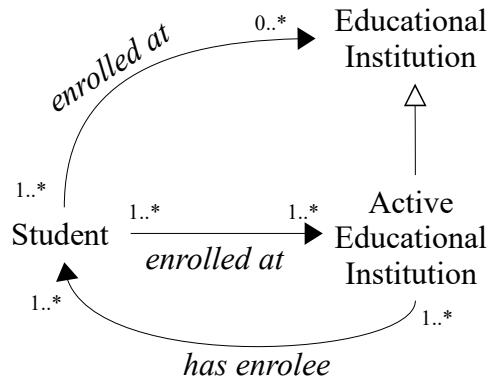 enrolled at
0..*
Educational
Institution
1..*
Student
1..*
enrolled at
1..*
Active
Educational
Institution
1..*
has enrolee
1..*